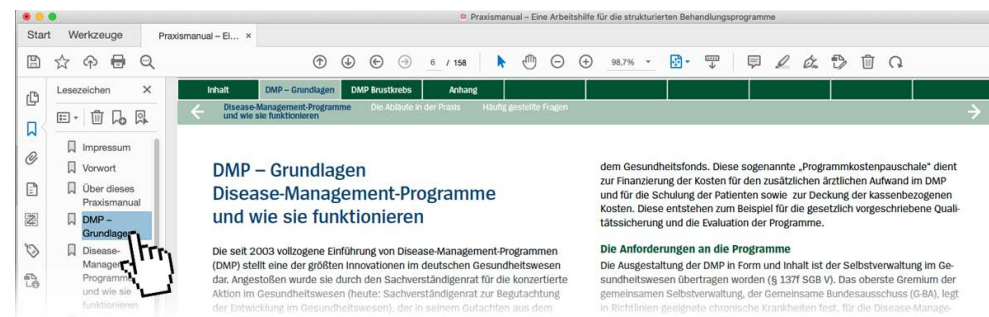 Praxismanual – Eine Arbeitshilfe für die strukturierten Behandlungsprogramme
Start Werkzeuge Praxismanual – Ei... ×
6 / 158 98,7%
Lesezeichen ×
Impressum
Vorwort
Über dieses
Praxismanual
DMP –
Grundlagen
Disease-
Management-
Programme
und wie sie
funktionieren
Inhalt DMP – Grundlagen DMP Brustkrebs Anhang
Disease-Management-Programme Die Abläufe in der Praxis Häufig gestellte Fragen
und wie sie funktionieren
DMP – Grundlagen
Disease-Management-Programme
und wie sie funktionieren
Die seit 2003 vollzogene Einführung von Disease-Management-Programmen
(DMP) stellt eine der größten Innovationen im deutschen Gesundheitswesen
dar. Angestoßen wurde sie durch den Sachverständigenrat für die konzertierte
Aktion im Gesundheitswesen (heute: Sachverständigenrat zur Begutachtung
der Entwicklung im Gesundheitswesen), der in seinem Gutachten aus dem
dem Gesundheitsfonds. Diese sogenannte „Programmkostenpauschale“ dient
zur Finanzierung der Kosten für den zusätzlichen ärztlichen Aufwand im DMP
und für die Schulung der Patienten sowie zur Deckung der kassenbezogenen
Kosten. Diese entstehen zum Beispiel für die gesetzlich vorgeschriebene Quali-
tätssicherung und die Evaluation der Programme.
Die Anforderungen an die Programme
Die Ausgestaltung der DMP in Form und Inhalt ist der Selbstverwaltung im Ge-
sundheitswesen übertragen worden (§ 137f SGB V). Das oberste Gremium der
gemeinsamen Selbstverwaltung, der Gemeinsame Bundesausschuss (G-BA), legt
in Richtlinien geeignete chronische Krankheiten fest, für die Disease-Manage-